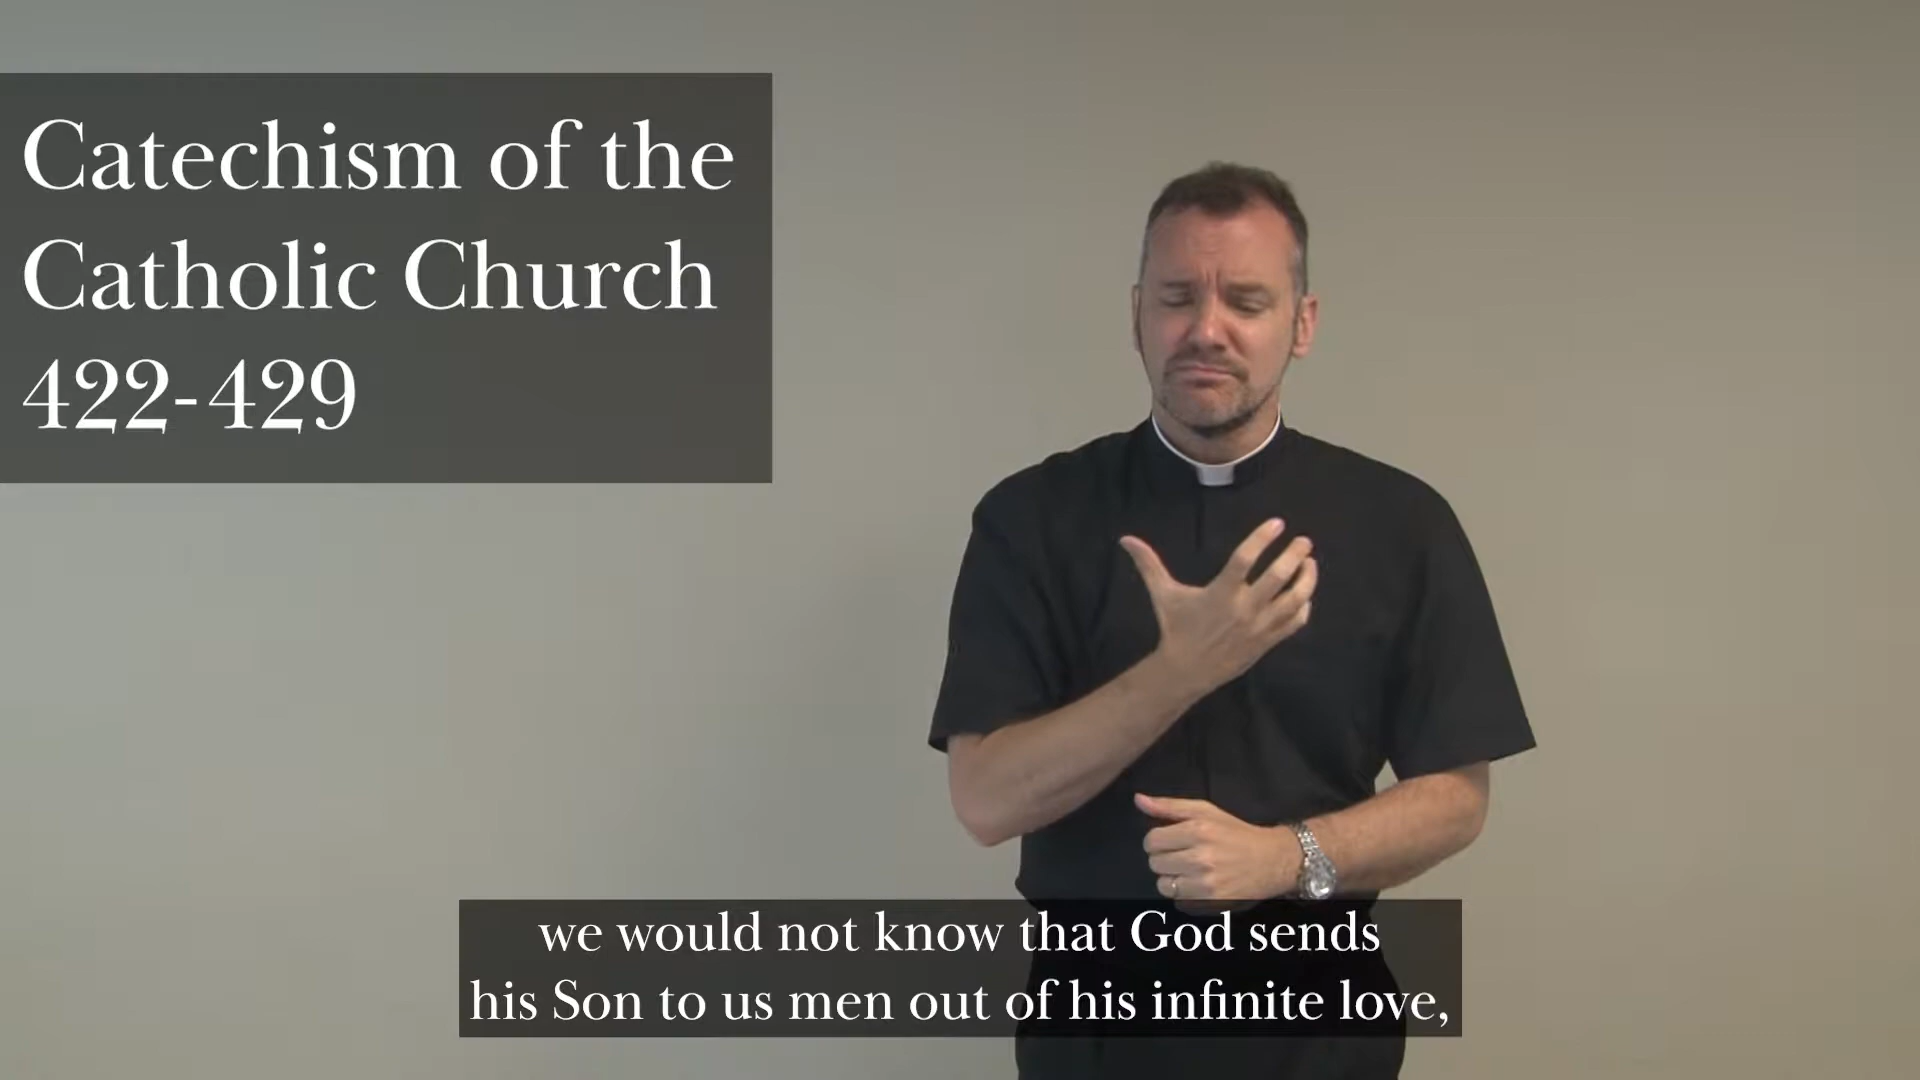 Catechism of the
Catholic Church
422-429
we would not know that God sends
his Son to us men out of his infinite love,